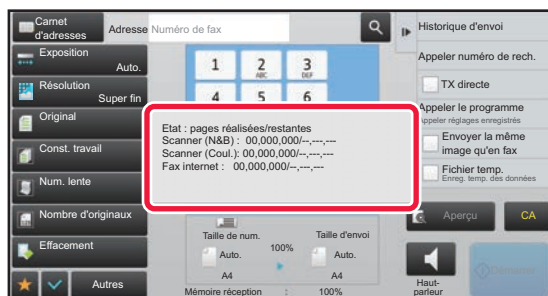 Carnet
d'adresses
Adresse
Numéro de fax
Historique d'envoi
Exposition
Auto.
Appeler numéro de rech.
1
2
ABC
3
DEF
Résolution
Super fin
TX directe
4
5
6
Appeler le programme
Appeler réglages enregistrés
Original
Etat : pages réalisées/restantes
Scanner (N&B) : 00,000,000/--,---,---
Scanner (Coul.): 00,000,000/--,---,---
Fax internet : 00,000,000/--,---,---
Envoyer la même
image qu'en fax
Const. travail
Fichier temp.
Enreg. temp. des données
Num. lente
Nombre d'originaux
Aperçu
CA
Taille de num.
100%
Taille d'envoi
Effacement
Auto.
Auto.
A4
A4
Démarrer
Autres
Mémoire réception : 100%
Haut-
parleur